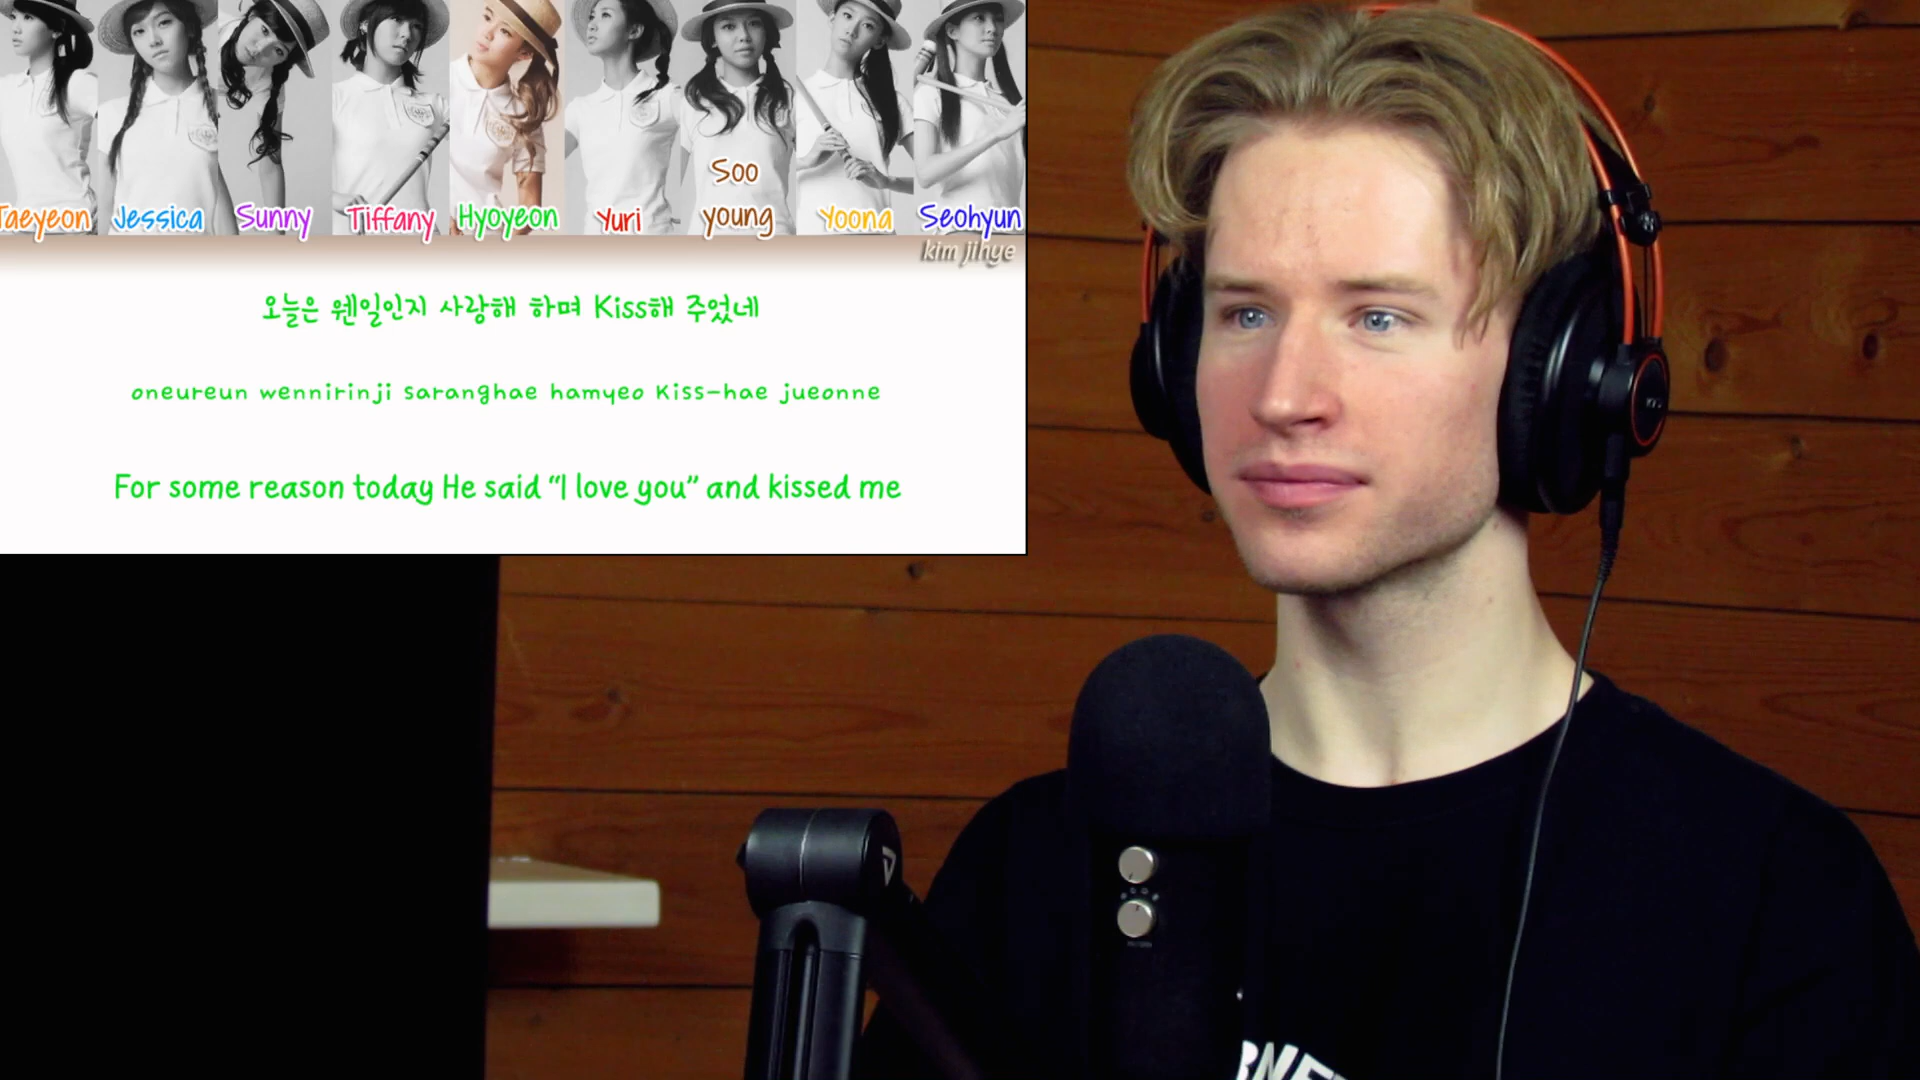 Taeyeon Jessica Sunny Tiffany Hyoyeon Yuri Soo young Yoona Seohyun
kim jihye
오늘은 웬일인지 사랑해 하며 Kiss해 주었네
oneureun wennirinji saranghae hamyeo Kiss-hae jueonne
For some reason today He said “I love you” and kissed me